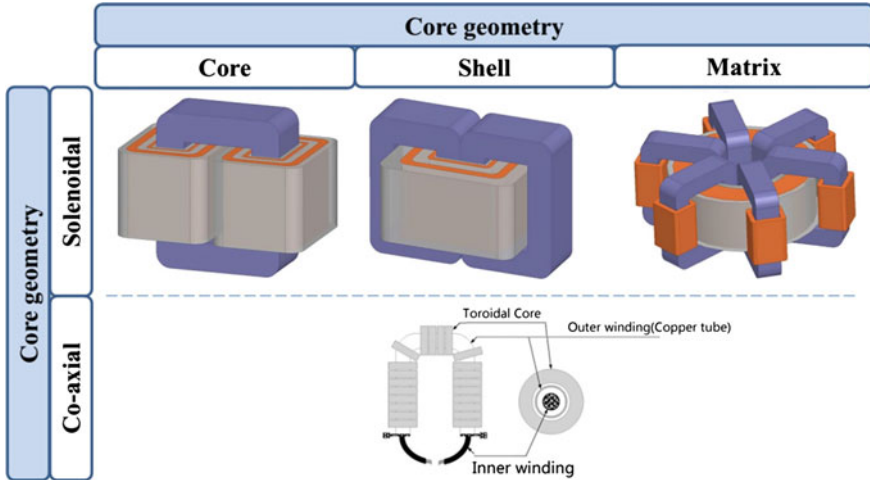 Core geometry
Core
Shell
Matrix
Core geometry
Solenoidal
Co-axial
Toroidal Core
Outer winding(Copper tube)
Inner winding